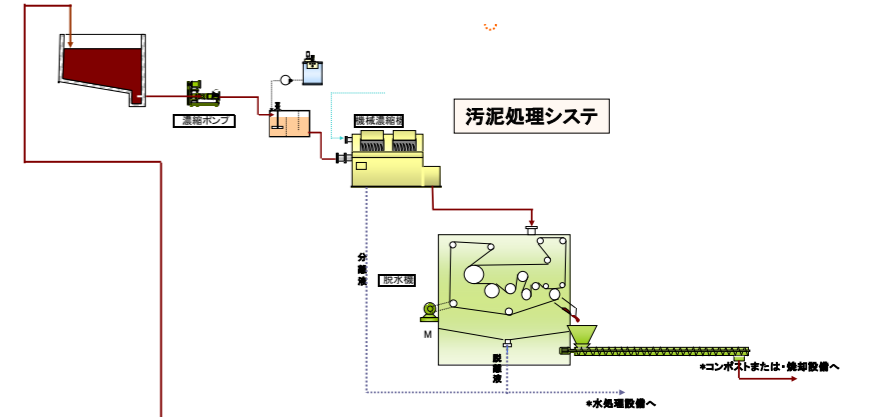 濃縮ポンプ
機械濃縮機
汚泥処理システ
分離液
脱水機
M
脱離液
*コンポストまたは・焼却設備へ
*水処理設備へ